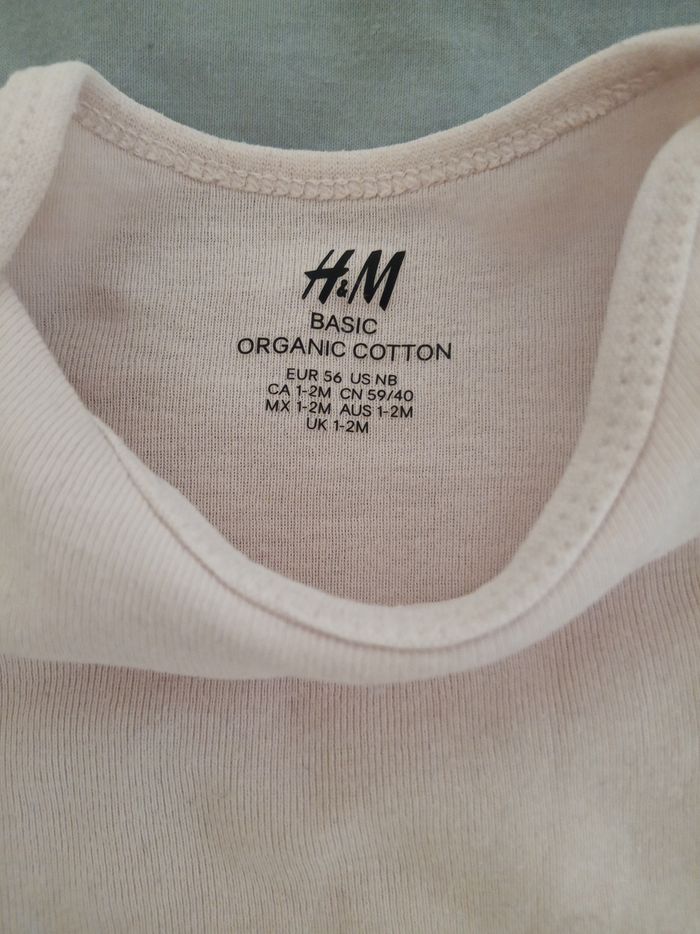 H&M
BASIC
ORGANIC COTTON
EUR 56 US NB
CA 1-2M CN 59/40
MX 1-2M AUS 1-2M
UK 1-2M